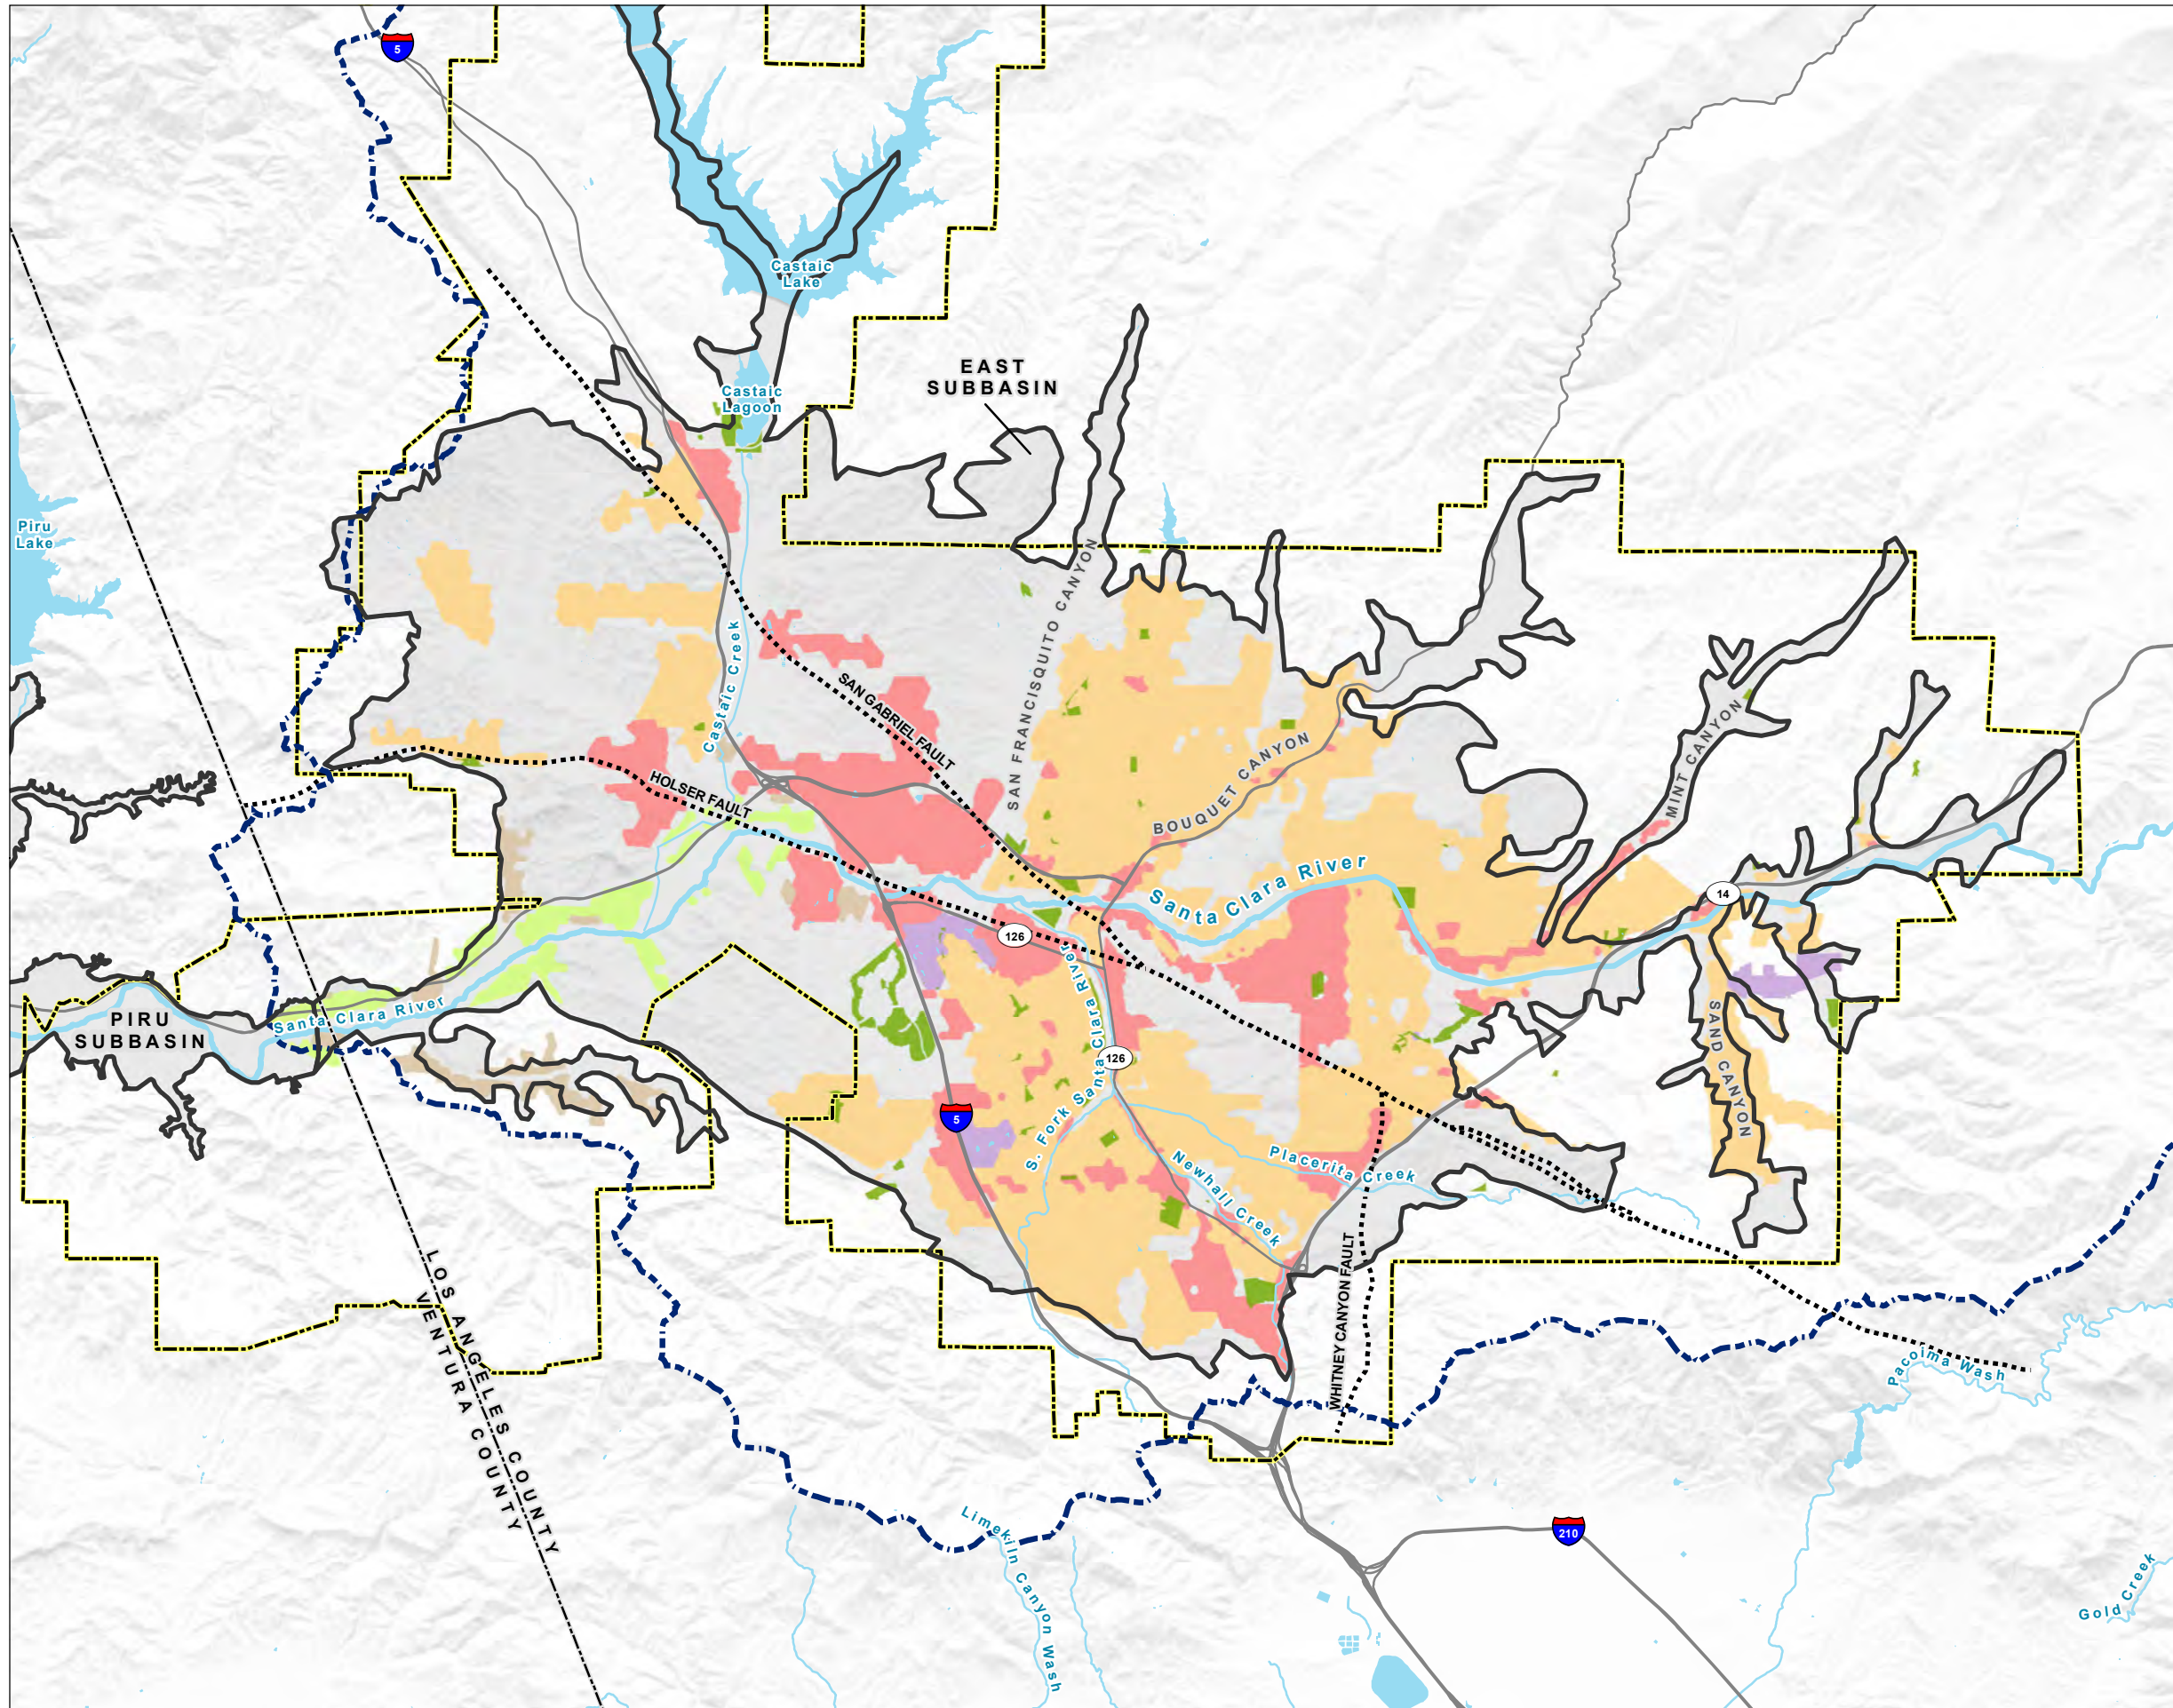 5
Castaic
Lake
EAST
SUBBASIN
Castaic
Lagoon
Piru
Lake
SAN FRANCISQUITO CANYON
Castaic Creek
SAN GABRIEL FAULT
MINT CANYON
BOUQUET CANYON
HOLSER FAULT
Santa Clara River
14
126
PIRU
SUBBASIN
Santa Clara River
S. Fork Santa Clara River
126
SAND CANYON
5
Placerita Creek
Newhall Creek
WHITNEY CANYON FAULT
LOS ANGELES COUNTY
VENTURA COUNTY
Pacoima Wash
Limekiln Canyon Wash
210
Gold Creek